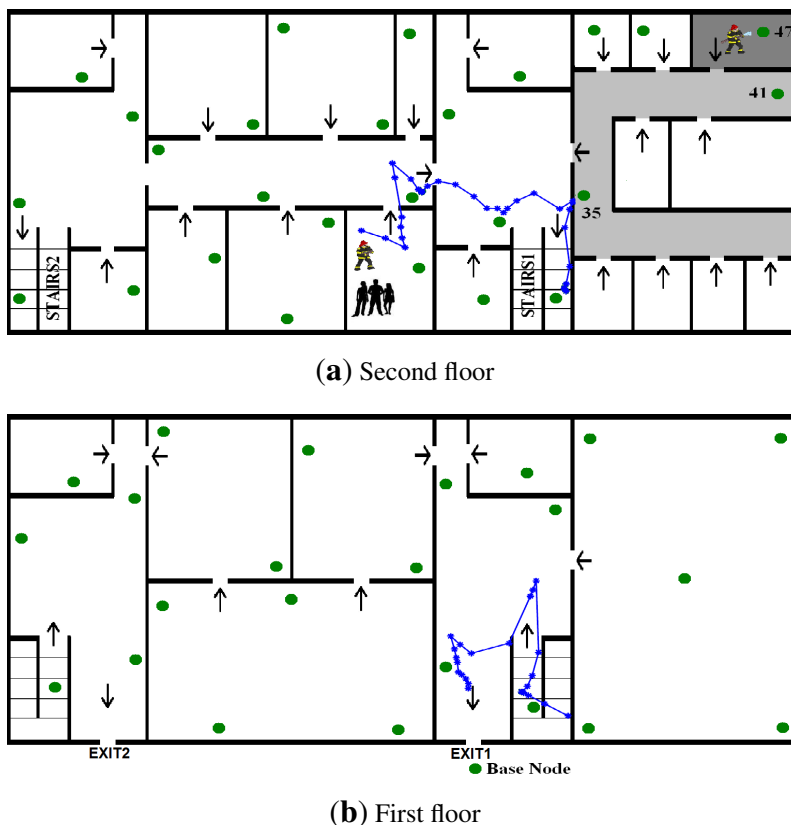 47
41
35
STAIRS2
STAIRS1
(a) Second floor
EXIT2
EXIT1
Base Node
(b) First floor